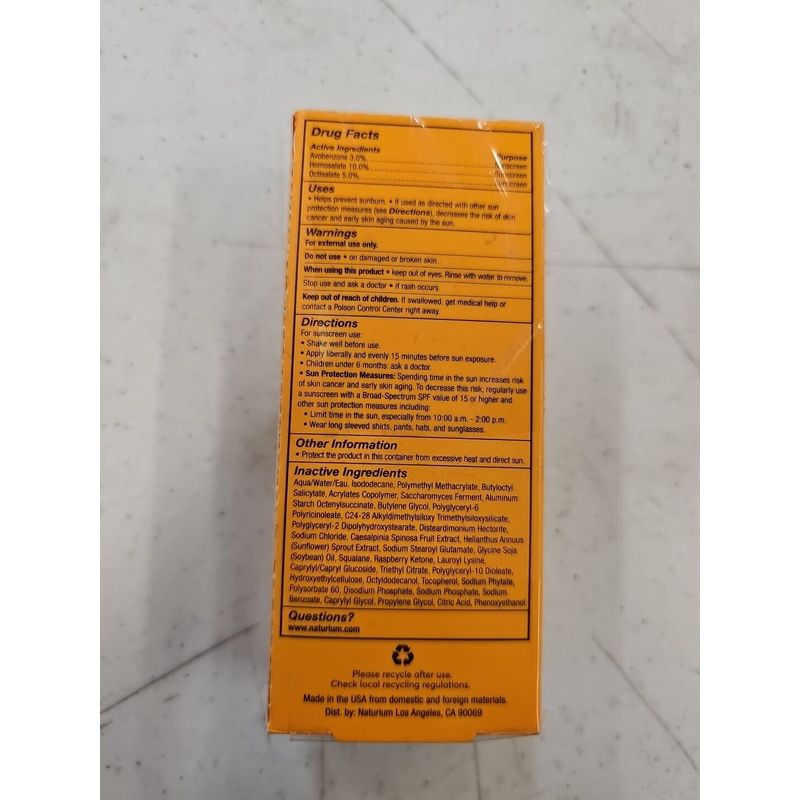 Drug Facts
Active Ingredients Purpose
Avobenzone 3.0% Sunscreen
Homosalate 10.0% Sunscreen
Octisalate 5.0% Sunscreen
Uses
• Helps prevent sunburn. • If used as directed with other sun
protection measures (see Directions), decreases the risk of skin
cancer and early skin aging caused by the sun.
Warnings
For external use only.
Do not use • on damaged or broken skin.
When using this product • keep out of eyes. Rinse with water to remove.
Stop use and ask a doctor • if rash occurs
Keep out of reach of children. If swallowed, get medical help or
contact a Poison Control Center right away.
Directions
For sunscreen use:
• Shake well before use.
• Apply liberally and evenly 15 minutes before sun exposure.
• Children under 6 months: ask a doctor.
• Sun Protection Measures: Spending time in the sun increases risk
of skin cancer and early skin aging. To decrease this risk, regularly use
a sunscreen with a Broad-Spectrum SPF value of 15 or higher and
other sun protection measures including:
• Limit time in the sun, especially from 10:00 a.m. - 2:00 p.m.
• Wear long sleeved shirts, pants, hats, and sunglasses.
Other Information
• Protect the product in this container from excessive heat and direct sun.
Inactive Ingredients
Aqua/Water/Eau, Isododecane, Polymethyl Methacrylate, Butyloctyl
Salicylate, Acrylates Copolymer, Saccharomyces Ferment, Aluminum
Starch Octenylsuccinate, Butylene Glycol, Polyglyceryl-6
Polyricinoleate, C24-28 Alkyldimethylsiloxy Trimethylsiloxysilicate,
Polyglyceryl-2 Dipolyhydroxystearate, Disteardimonium Hectorite,
Sodium Chloride, Caesalpinia Spinosa Fruit Extract, Helianthus Annuus
(Sunflower) Sprout Extract, Sodium Stearoyl Glutamate, Glycine Soja
(Soybean) Oil, Squalane, Raspberry Ketone, Lauroyl Lysine,
Caprylyl/Capryl Glucoside, Triethyl Citrate, Polyglyceryl-10 Dioleate,
Hydroxyethylcellulose, Octyldodecanol, Tocopherol, Sodium Phytate,
Polysorbate 60, Disodium Phosphate, Sodium Phosphate, Sodium
Benzoate, Caprylyl Glycol, Propylene Glycol, Citric Acid, Phenoxyethanol
Questions?
www.naturium.com
Please recycle after use.
Check local recycling regulations.
Made in the USA from domestic and foreign materials.
Dist. by: Naturium Los Angeles, CA 90069